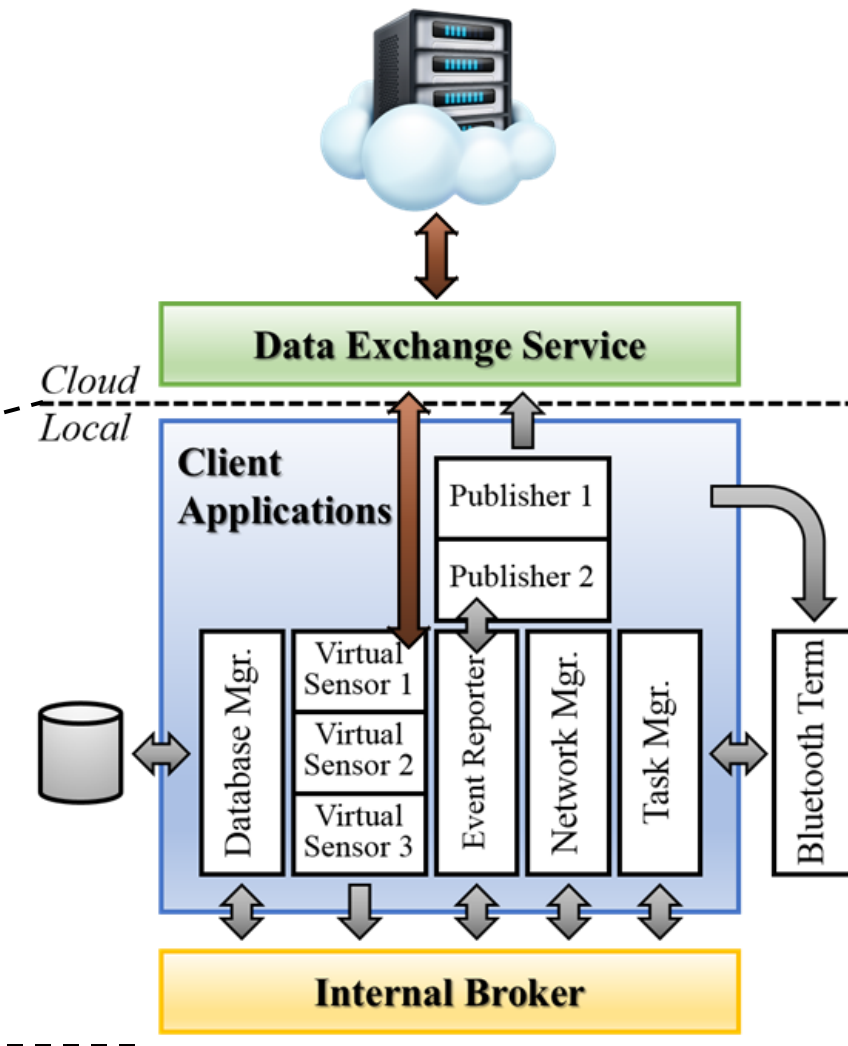 Data Exchange Service
Cloud
Local
Client
Applications
Publisher 1
Publisher 2
Database Mgr.
Virtual
Sensor 1
Virtual
Sensor 2
Virtual
Sensor 3
Event Reporter
Network Mgr.
Task Mgr.
Bluetooth Term
Internal Broker